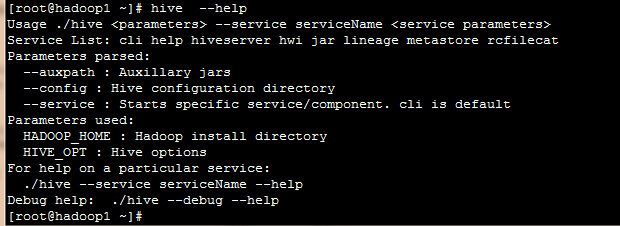 [root@hadoop1 ~]# hive  --help
Usage ./hive <parameters> --service serviceName <service parameters>
Service List: cli help hiveserver hwi jar lineage metastore rcfilecat
Parameters parsed:
  --auxpath : Auxillary jars
  --config : Hive configuration directory
  --service : Starts specific service/component. cli is default
Parameters used:
  HADOOP_HOME : Hadoop install directory
  HIVE_OPT : Hive options
For help on a particular service:
  ./hive --service serviceName --help
Debug help:  ./hive --debug --help
[root@hadoop1 ~]#